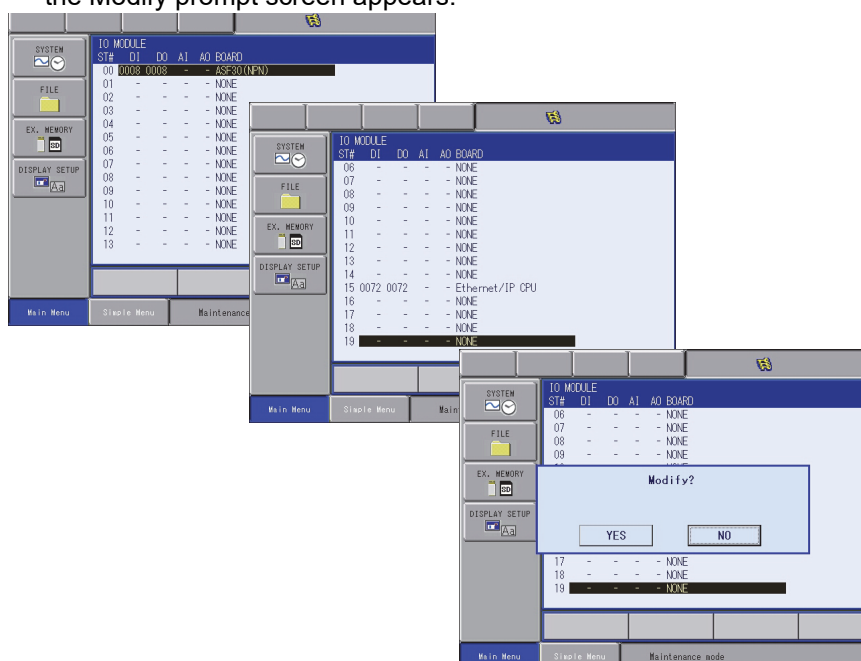 the Modify prompt screen appears.
SYSTEM
FILE
EX. MEMORY
SD
DISPLAY SETUP
Aa
IO MODULE
ST# DI DO AI AO BOARD
00 0008 0008 - - ASF30(NPN)
01 - - - - NONE
02 - - - - NONE
03 - - - - NONE
04 - - - - NONE
05 - - - - NONE
06 - - - - NONE
07 - - - - NONE
08 - - - - NONE
09 - - - - NONE
10 - - - - NONE
11 - - - - NONE
12 - - - - NONE
13 - - - - NONE
Main Menu
Simple Menu
Maintenance
SYSTEM
FILE
EX. MEMORY
SD
DISPLAY SETUP
Aa
IO MODULE
ST# DI DO AI AO BOARD
06 - - - - NONE
07 - - - - NONE
08 - - - - NONE
09 - - - - NONE
10 - - - - NONE
11 - - - - NONE
12 - - - - NONE
13 - - - - NONE
14 - - - - NONE
15 0072 0072 - - Ethernet/IP CPU
16 - - - - NONE
17 - - - - NONE
18 - - - - NONE
19 - - - - NONE
Main Menu
Simple Menu
Main
SYSTEM
FILE
EX. MEMORY
SD
DISPLAY SETUP
Aa
IO MODULE
ST# DI DO AI AO BOARD
06 - - - - NONE
07 - - - - NONE
08 - - - - NONE
09 - - - - NONE
Modify?
YES
NO
17 - - - - NONE
18 - - - - NONE
19 - - - - NONE
Main Menu
Simple Menu
Maintenance mode